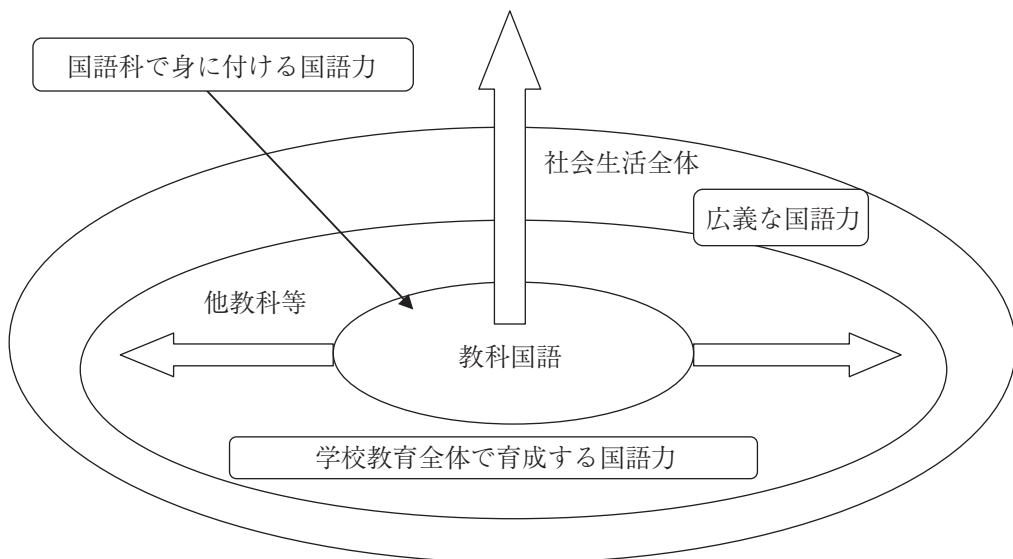 国語科で身に付ける国語力
社会生活全体
広義な国語力
他教科等
教科国語
学校教育全体で育成する国語力